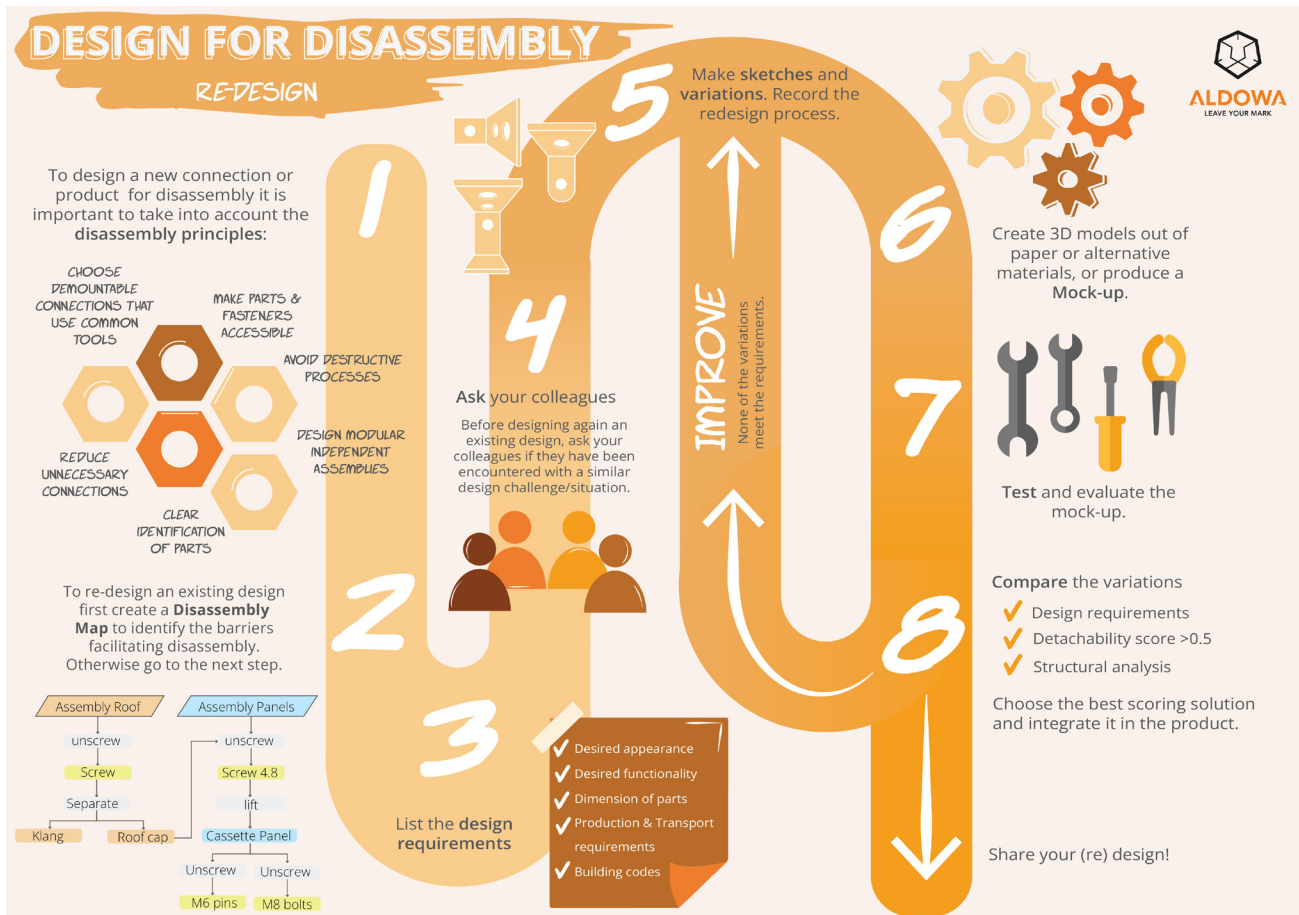 DESIGN FOR DISASSEMBLY
RE-DESIGN
ALDOWA
LEAVE YOUR MARK
1
To design a new connection or
product for disassembly it is
important to take into account the
disassembly principles:
CHOOSE
DEMOUNTABLE
CONNECTIONS THAT
USE COMMON
TOOLS
MAKE PARTS &
FASTENERS
ACCESSIBLE
AVOID DESTRUCTIVE
PROCESSES
DESIGN MODULAR
INDEPENDENT
ASSEMBLIES
REDUCE
UNNECESSARY
CONNECTIONS
CLEAR
IDENTIFICATION
OF PARTS
2
To re-design an existing design
first create a Disassembly
Map to identify the barriers
facilitating disassembly.
Otherwise go to the next step.
Assembly Roof
unscrew
Screw
Separate
Klang
Roof cap
Assembly Panels
unscrew
Screw 4.8
lift
Cassette Panel
Unscrew
Unscrew
M6 pins
M8 bolts
3
List the design
requirements
Desired appearance
Desired functionality
Dimension of parts
Production & Transport
requirements
Building codes
4
Ask your colleagues
Before designing again an
existing design, ask your
colleagues if they have been
encountered with a similar
design challenge/situation.
5
Make sketches and
variations. Record the
redesign process.
IMPROVE
None of the variations
meet the requirements.
6
Create 3D models out of
paper or alternative
materials, or produce a
Mock-up.
7
Test and evaluate the
mock-up.
8
Compare the variations
Design requirements
Detachability score >0.5
Structural analysis
Choose the best scoring solution
and integrate it in the product.
Share your (re) design!